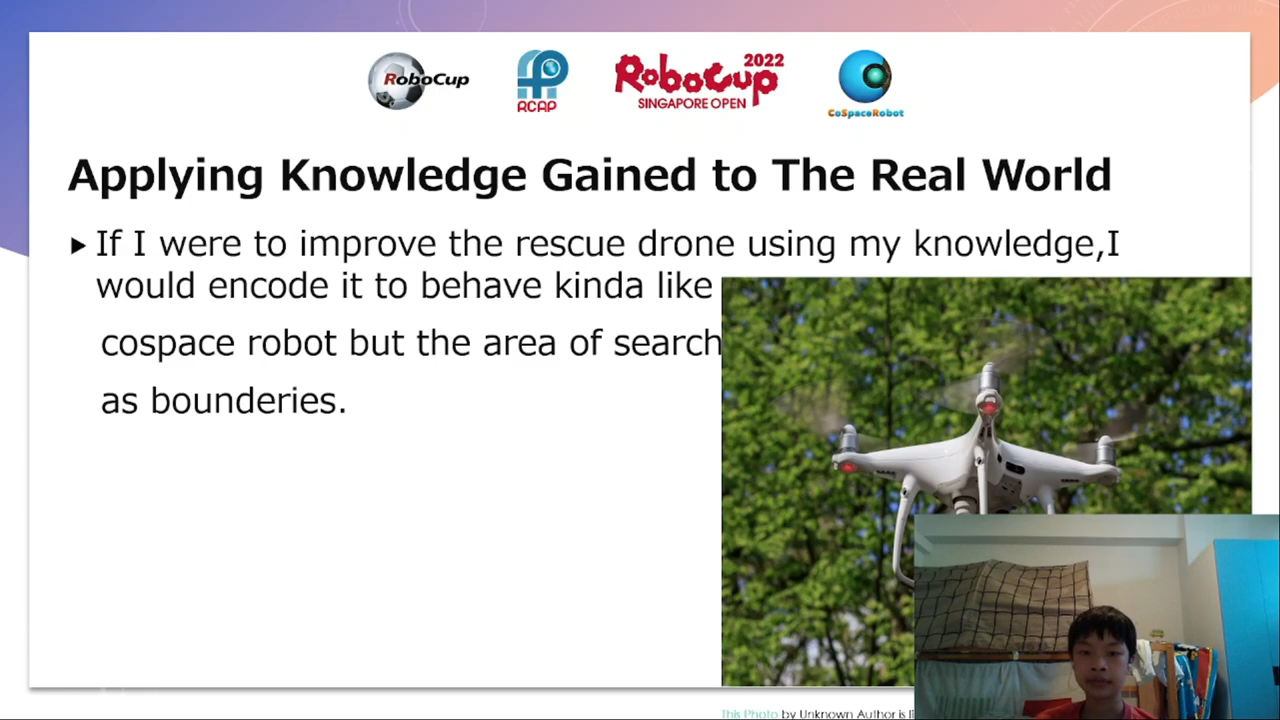 RoboCup
RCAP
RoboCup 2022
SINGAPORE OPEN
CoSpaceRobot
Applying Knowledge Gained to The Real World
If I were to improve the rescue drone using my knowledge,I
would encode it to behave kinda like
cospace robot but the area of search
as bounderies.
This Photo by Unknown Author is li